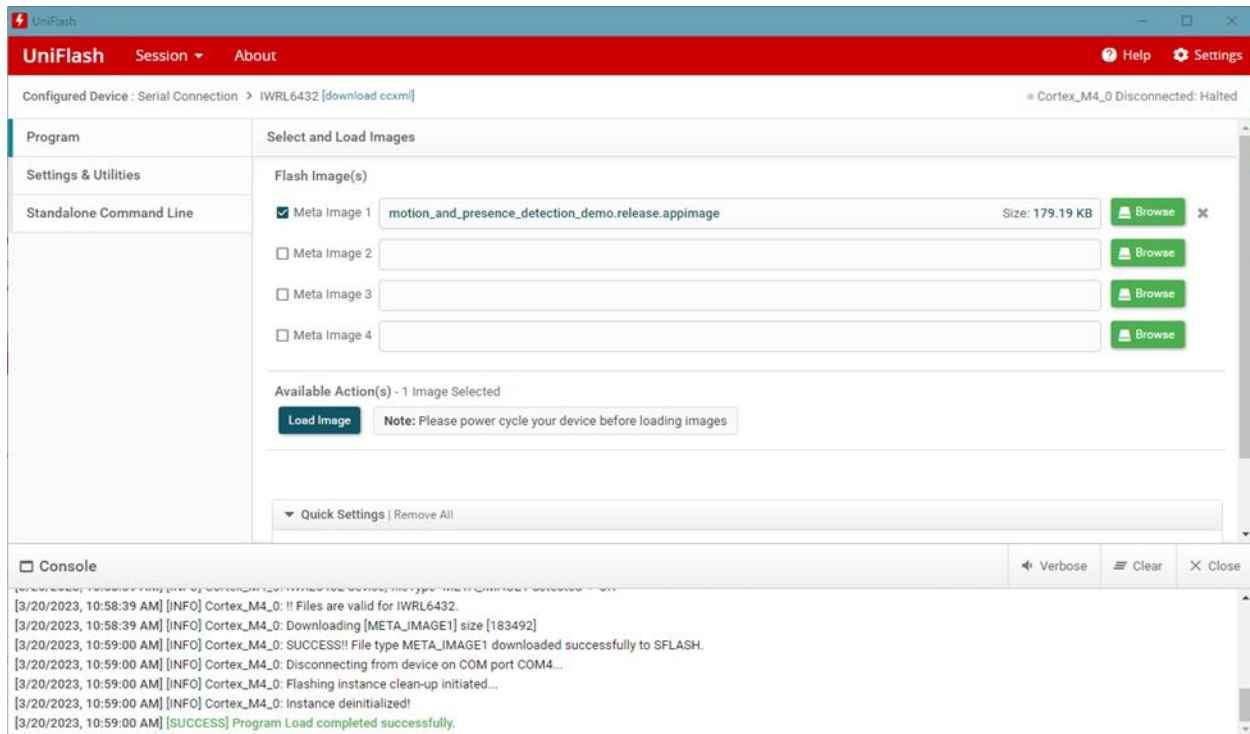 UniFlash
UniFlash Session About Help Settings
Configured Device : Serial Connection > IWRL6432 [download ccxml] Cortex_M4_0 Disconnected: Halted
Program
Settings & Utilities
Standalone Command Line
Select and Load Images
Flash Image(s)
Meta Image 1 motion_and_presence_detection_demo.release.appimage Size: 179.19 KB Browse
Meta Image 2 Browse
Meta Image 3 Browse
Meta Image 4 Browse
Available Action(s) - 1 Image Selected
Load Image Note: Please power cycle your device before loading images
Quick Settings | Remove All
Console Verbose Clear Close
[3/20/2023, 10:58:39 AM] [INFO] Cortex_M4_0: !! Files are valid for IWRL6432.
[3/20/2023, 10:58:39 AM] [INFO] Cortex_M4_0: Downloading [META_IMAGE1] size [183492]
[3/20/2023, 10:59:00 AM] [INFO] Cortex_M4_0: SUCCESS!! File type META_IMAGE1 downloaded successfully to SFLASH.
[3/20/2023, 10:59:00 AM] [INFO] Cortex_M4_0: Disconnecting from device on COM port COM4...
[3/20/2023, 10:59:00 AM] [INFO] Cortex_M4_0: Flashing instance clean-up initiated...
[3/20/2023, 10:59:00 AM] [INFO] Cortex_M4_0: Instance deinitialized!
[3/20/2023, 10:59:00 AM] [SUCCESS] Program Load completed successfully.